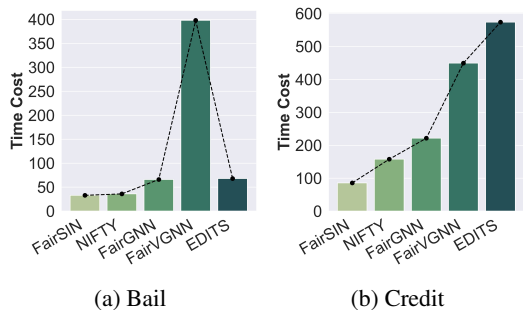 Time Cost
400
350
300
250
200
150
100
50
0
FairSIN
NIFTY
FairGNN
FairVGNN
EDITS
(a) Bail
Time Cost
600
500
400
300
200
100
0
FairSIN
NIFTY
FairGNN
FairVGNN
EDITS
(b) Credit